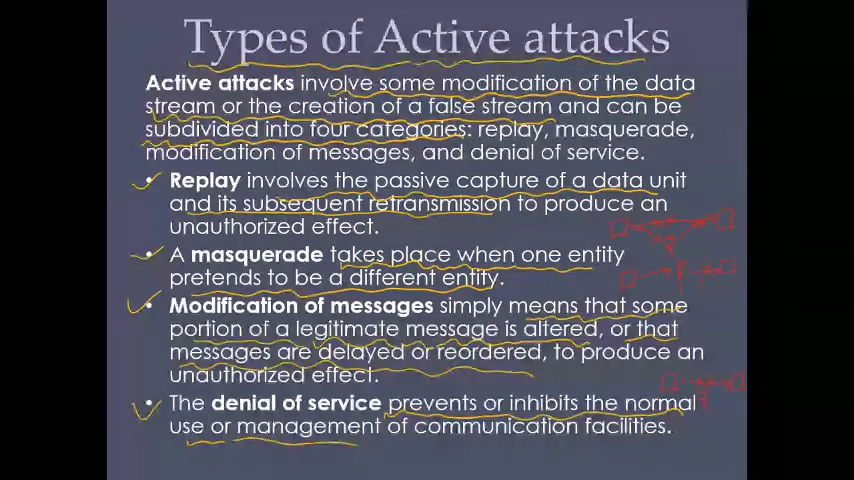 Types of Active attacks
Active attacks involve some modification of the data
stream or the creation of a false stream and can be
subdivided into four categories: replay, masquerade,
modification of messages, and denial of service.
• Replay involves the passive capture of a data unit
and its subsequent retransmission to produce an
unauthorized effect.
• A masquerade takes place when one entity
pretends to be a different entity.
• Modification of messages simply means that some
portion of a legitimate message is altered, or that
messages are delayed or reordered, to produce an
unauthorized effect.
• The denial of service prevents or inhibits the normal
use or management of communication facilities.